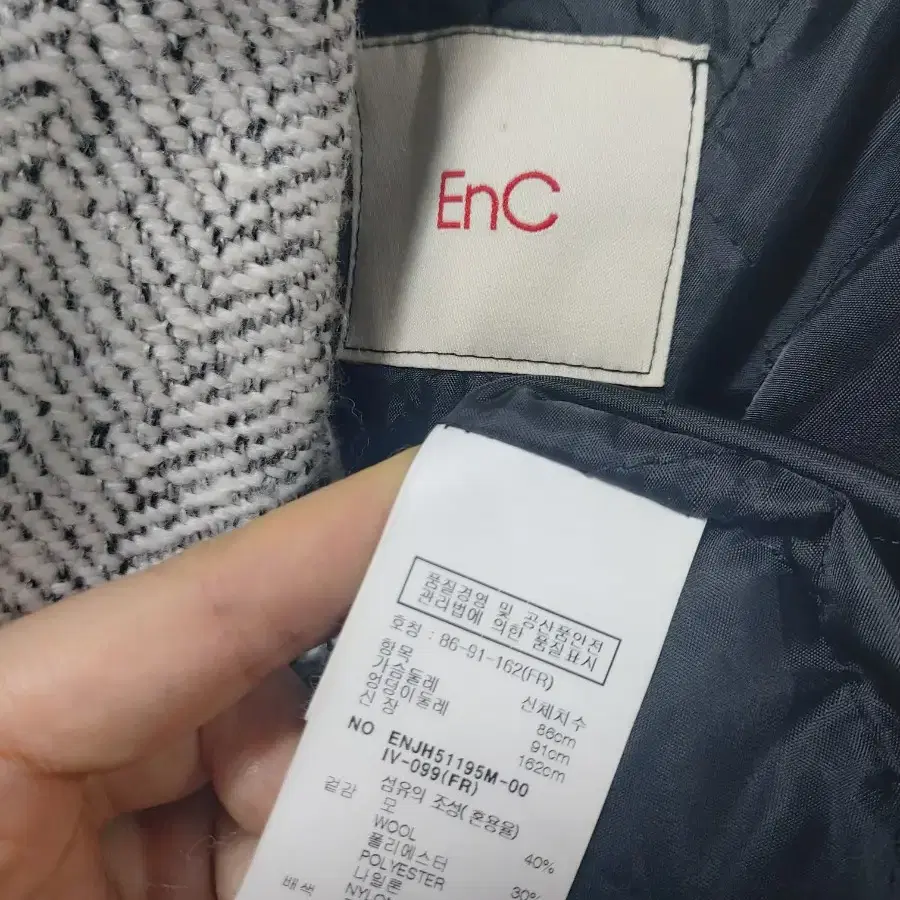 EnC
품질경영 및 공산품안전
관리법에 의한 품질표시
호칭 : 86-91-162(FR)
항목 신체치수
가슴둘레 86cm
엉덩이둘레 91cm
신장 162cm
NO ENJH51195M-00
IV-099(FR)
겉감 섬유의 조성(혼용율)
모
WOOL 40%
폴리에스터
POLYESTER 30%
나일론
배색